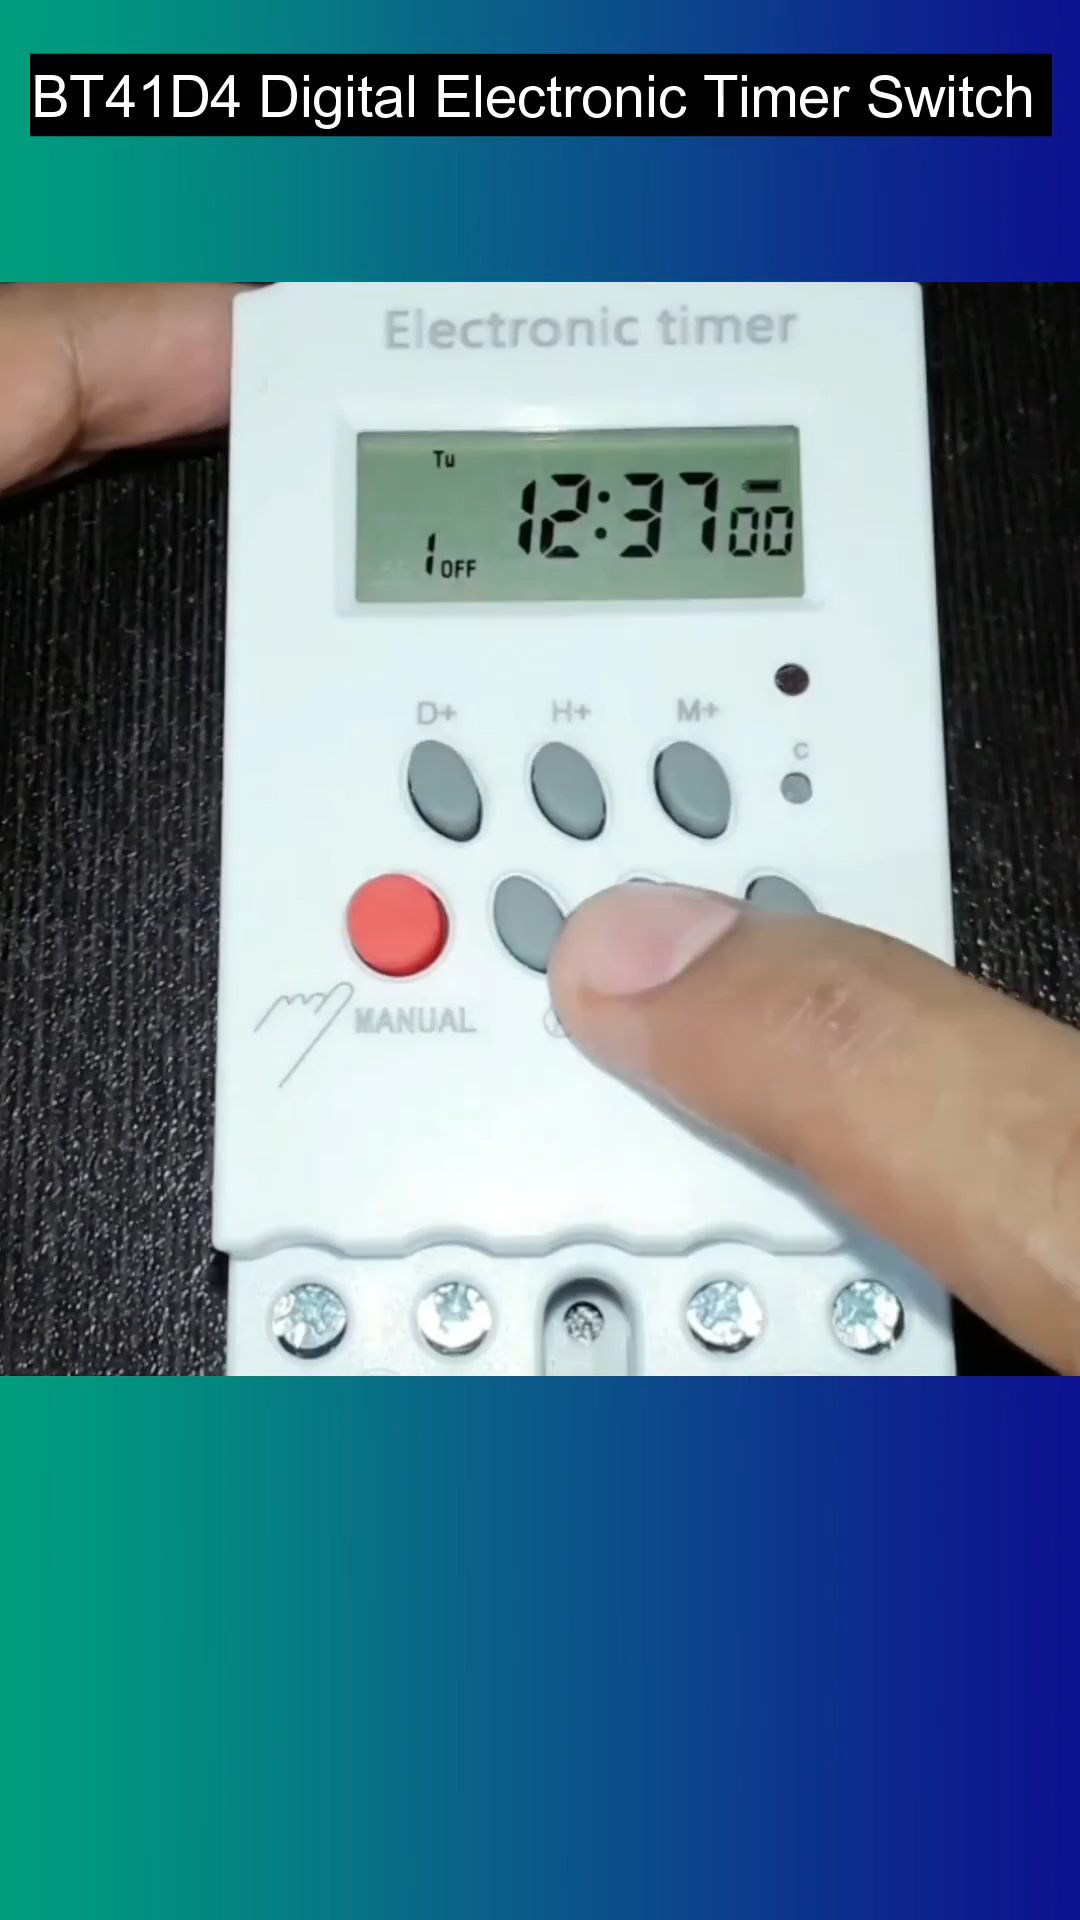 BT41D4 Digital Electronic Timer Switch
Electronic timer
Tu
12:37 00
1 OFF
D+ H+ M+
C
MANUAL